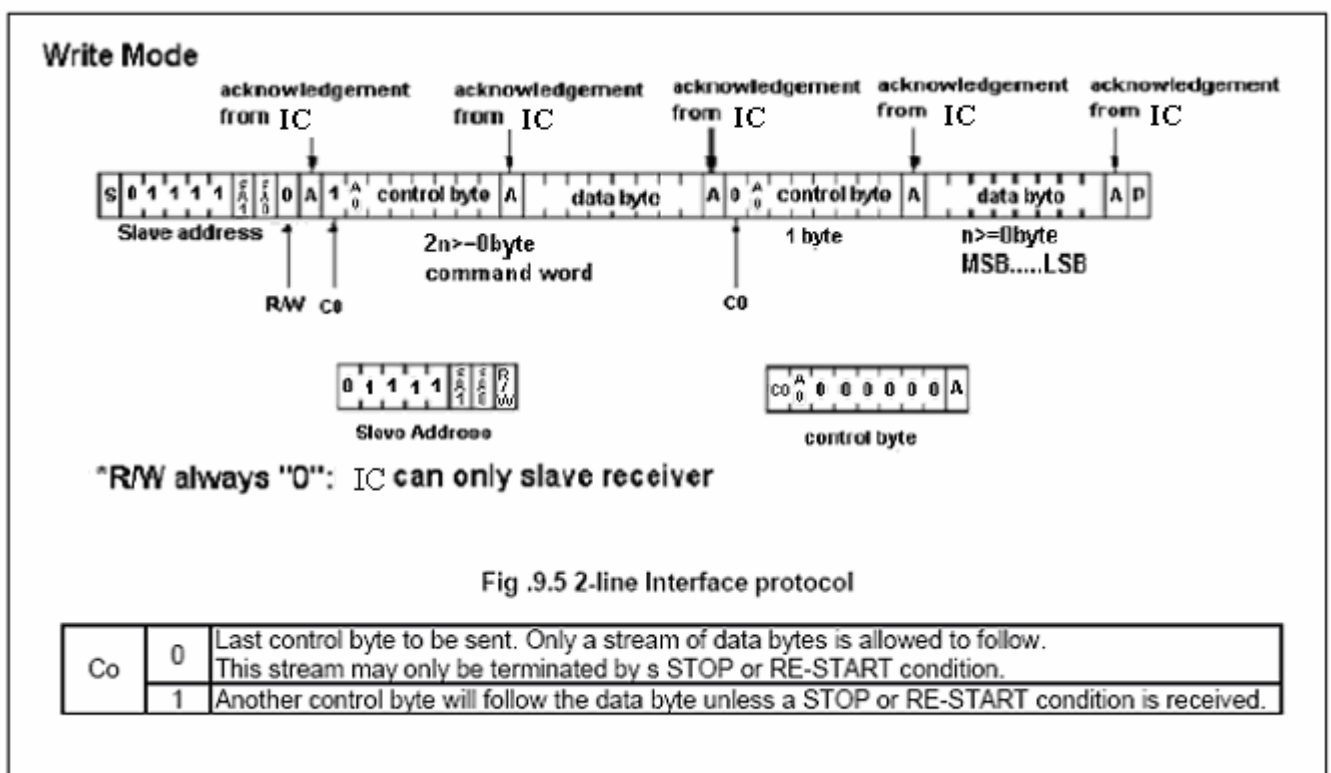 Write Mode
acknowledgement acknowledgement acknowledgement acknowledgement acknowledgement
from IC from IC from IC from IC from IC
S 0 1 1 1 1 SA1 SA0 0 A 1 A0 control byte A data byte A 0 A0 control byte A data byte A P
Slave address
2n>=0byte 1 byte n>=0byte
command word MSB.....LSB
R/W C0 C0
0 1 1 1 1 SA1 SA0 R/W
C0 A0 0 0 0 0 0 0 A
Slave Address control byte
*R/W always "0": IC can only slave receiver
Fig .9.5 2-line Interface protocol
Co 0 Last control byte to be sent. Only a stream of data bytes is allowed to follow.
This stream may only be terminated by s STOP or RE-START condition.
1 Another control byte will follow the data byte unless a STOP or RE-START condition is received.